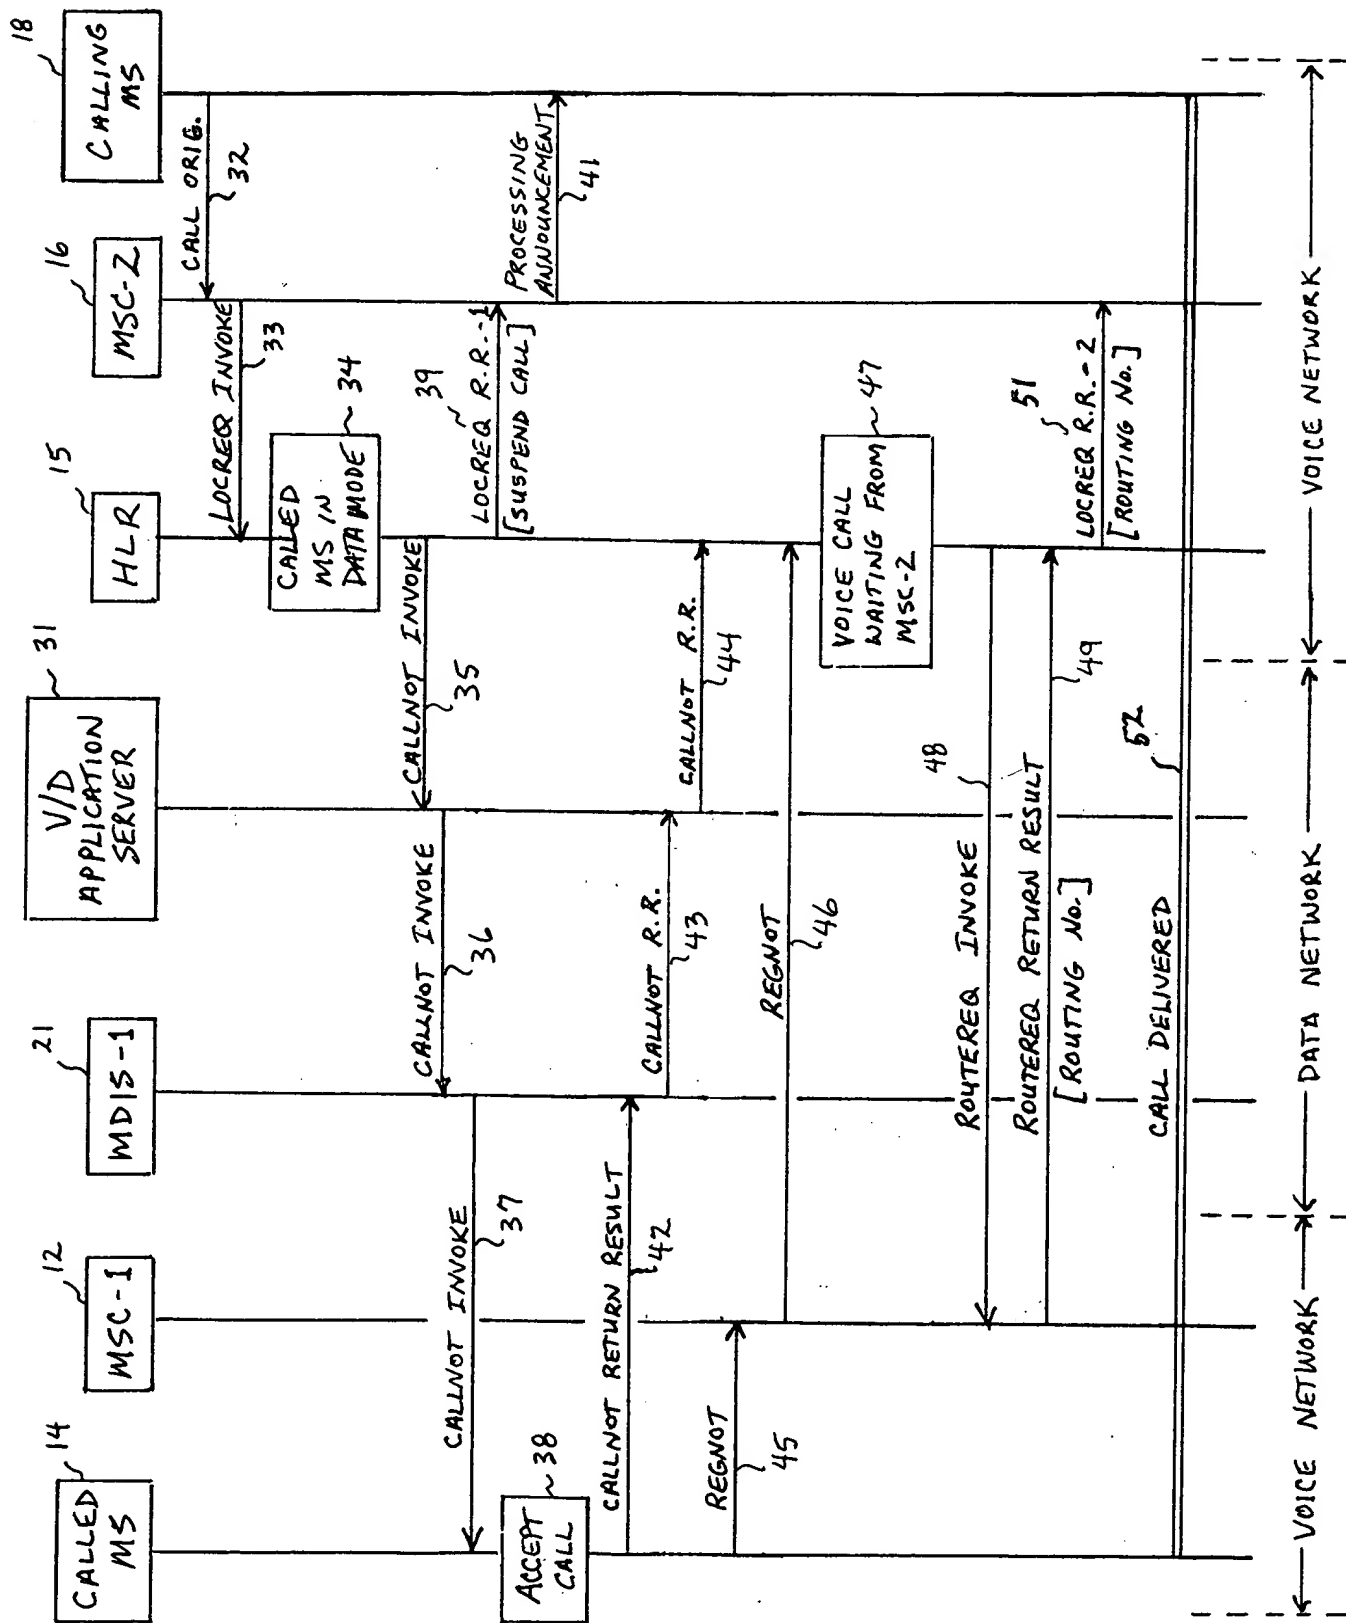 CALLED
MS
14
MSC-1
12
MDIS-1
21
V/D
APPLICATION
SERVER
31
HLR
15
MSC-2
16
CALLING
MS
18
CALL ORIG.
32
LOCREQ INVOKE
33
CALLED
MS IN
DATA MODE
34
CALLNOT INVOKE
35
CALLNOT INVOKE
36
CALLNOT INVOKE
37
ACCEPT
CALL
38
LOCREQ R.R.-1
[SUSPEND CALL]
39
PROCESSING
ANNOUNCEMENT
41
CALLNOT RETURN RESULT
42
CALLNOT R.R.
43
CALLNOT R.R.
44
REGNOT
45
REGNOT
46
VOICE CALL
WAITING FROM
MSC-2
47
ROUTEREQ INVOKE
48
ROUTEREQ RETURN RESULT
[ROUTING No.]
49
LOCREQ R.R.-2
[ROUTING No.]
51
CALL DELIVERED
52
VOICE NETWORK
DATA NETWORK
VOICE NETWORK